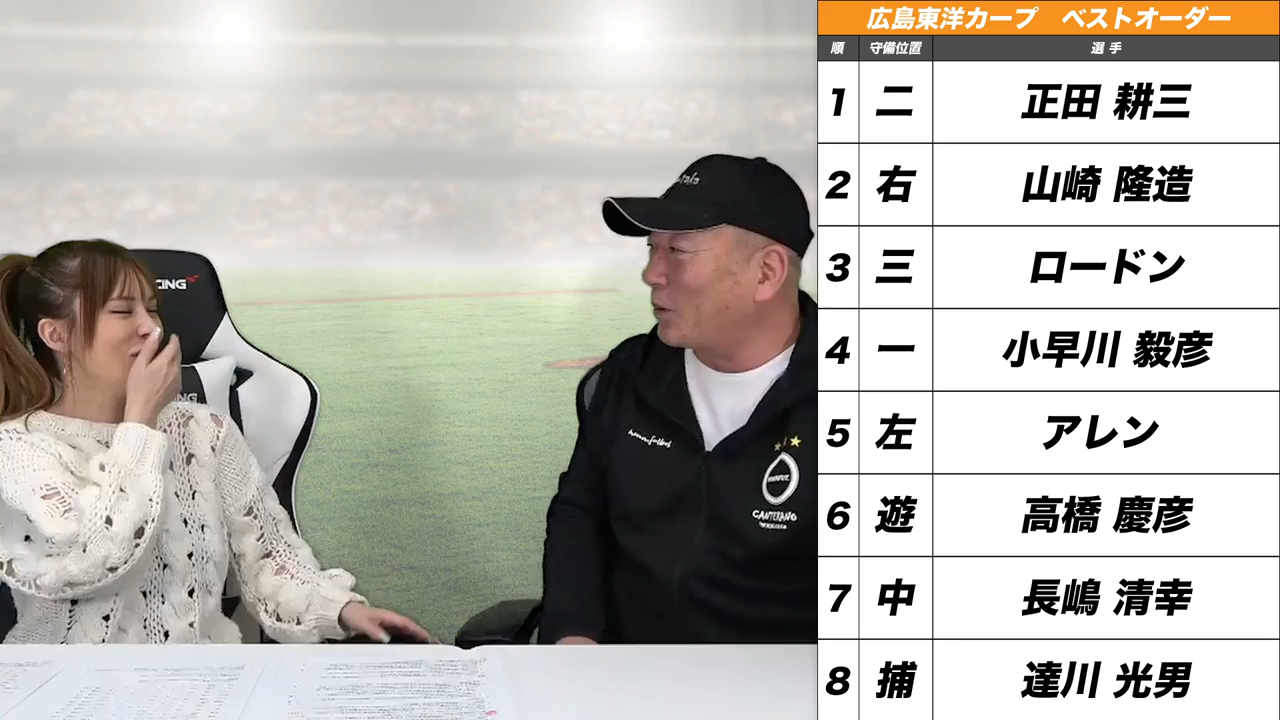 広島東洋カープ　ベストオーダー
順 守備位置 選手
1 二 正田 耕三
2 右 山崎 隆造
3 三 ロードン
4 一 小早川 毅彦
5 左 アレン
6 遊 高橋 慶彦
7 中 長嶋 清幸
8 捕 達川 光男
CANTERANO